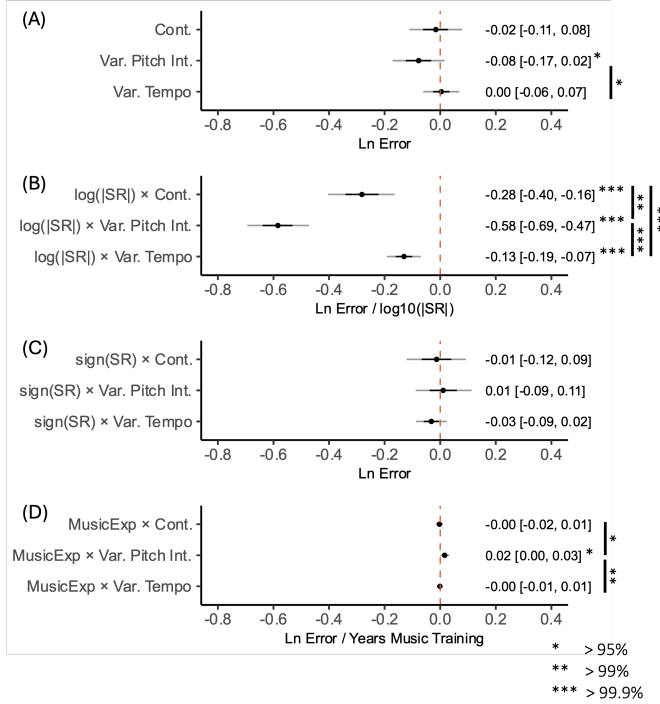 (A)
Cont. -0.02 [-0.11, 0.08]
Var. Pitch Int. -0.08 [-0.17, 0.02] *
Var. Tempo 0.00 [-0.06, 0.07] *
-0.8 -0.6 -0.4 -0.2 0.0 0.2 0.4
Ln Error
(B)
log(|SR|) × Cont. -0.28 [-0.40, -0.16] *** **
log(|SR|) × Var. Pitch Int. -0.58 [-0.69, -0.47] *** ***
log(|SR|) × Var. Tempo -0.13 [-0.19, -0.07] *** ***
-0.8 -0.6 -0.4 -0.2 0.0 0.2 0.4
Ln Error / log10(|SR|)
(C)
sign(SR) × Cont. -0.01 [-0.12, 0.09]
sign(SR) × Var. Pitch Int. 0.01 [-0.09, 0.11]
sign(SR) × Var. Tempo -0.03 [-0.09, 0.02]
-0.8 -0.6 -0.4 -0.2 0.0 0.2 0.4
Ln Error
(D)
MusicExp × Cont. -0.00 [-0.02, 0.01] *
MusicExp × Var. Pitch Int. 0.02 [0.00, 0.03] *
MusicExp × Var. Tempo -0.00 [-0.01, 0.01] **
-0.8 -0.6 -0.4 -0.2 0.0 0.2 0.4
Ln Error / Years Music Training
* > 95%
** > 99%
*** > 99.9%